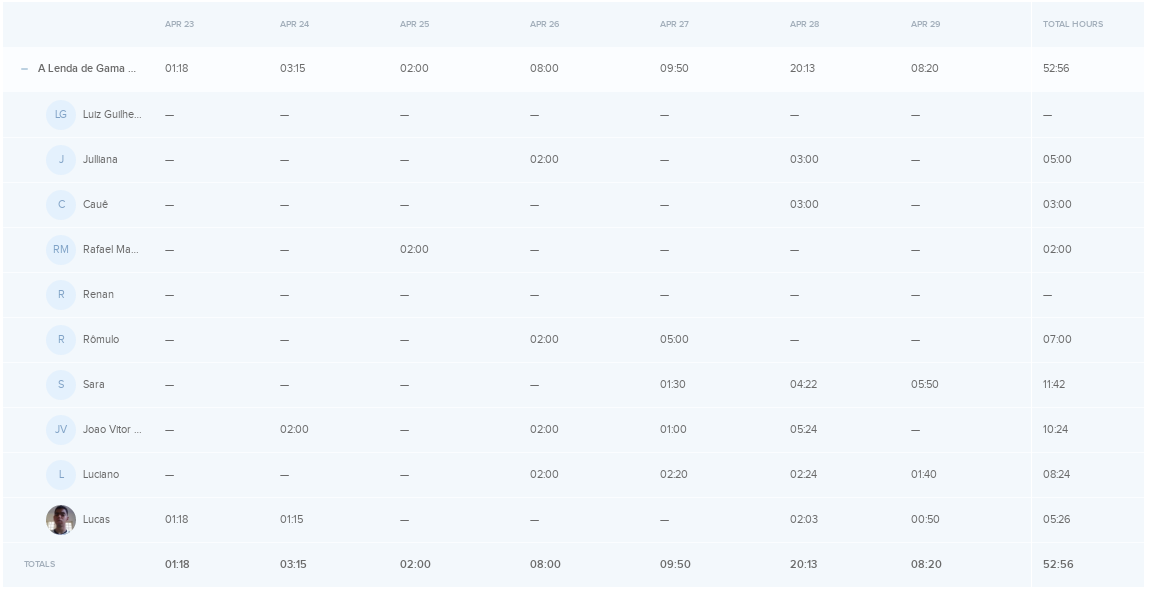 APR 23 APR 24 APR 25 APR 26 APR 27 APR 28 APR 29 TOTAL HOURS
– A Lenda de Gama ... 01:18 03:15 02:00 08:00 09:50 20:13 08:20 52:56
LG Luiz Guilhe... — — — — — — — —
J Julliana — — — 02:00 — 03:00 — 05:00
C Cauê — — — — — 03:00 — 03:00
RM Rafael Ma... — — 02:00 — — — — 02:00
R Renan — — — — — — — —
R Rômulo — — — 02:00 05:00 — — 07:00
S Sara — — — — 01:30 04:22 05:50 11:42
JV Joao Vitor ... — 02:00 — 02:00 01:00 05:24 — 10:24
L Luciano — — — 02:00 02:20 02:24 01:40 08:24
Lucas 01:18 01:15 — — — 02:03 00:50 05:26
TOTALS 01:18 03:15 02:00 08:00 09:50 20:13 08:20 52:56